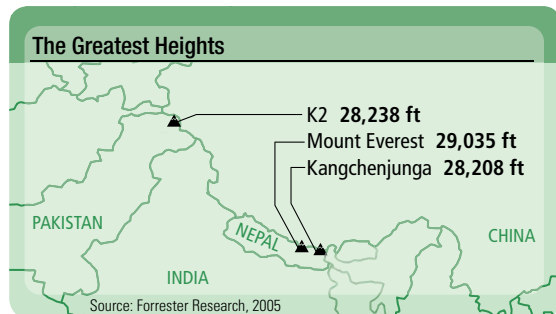 The Greatest Heights
K2 28,238 ft
Mount Everest 29,035 ft
Kangchenjunga 28,208 ft
PAKISTAN
NEPAL
CHINA
INDIA
Source: Forrester Research, 2005